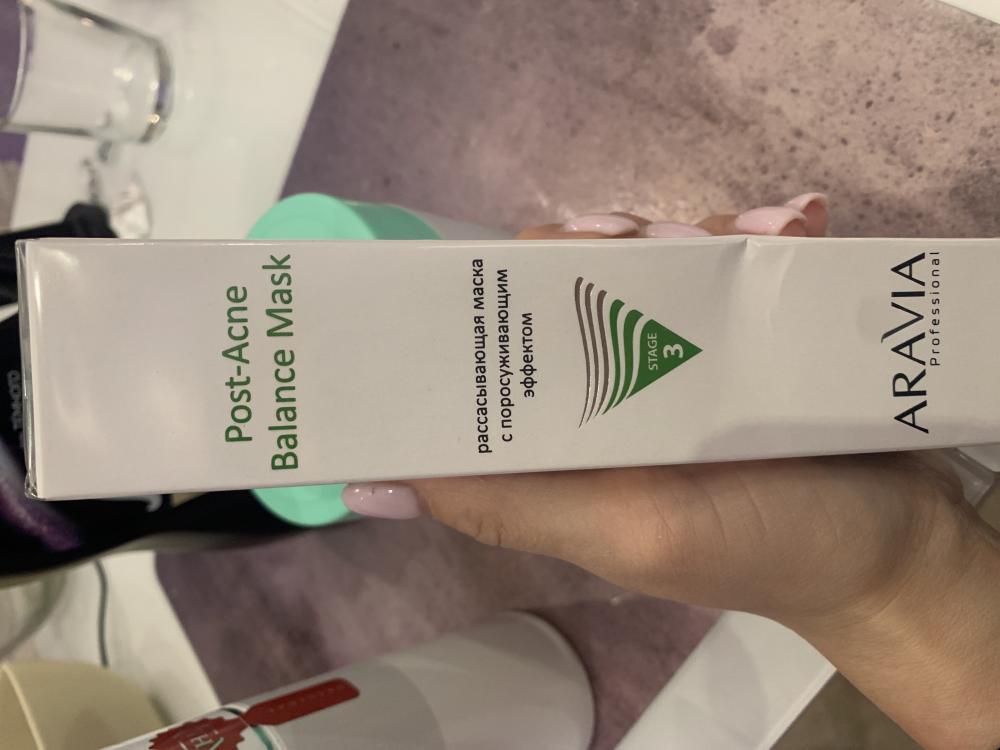 Post-Acne
Balance Mask
рассасывающая маска
с поросуживающим
эффектом
STAGE
3
ARAVIA
Professional